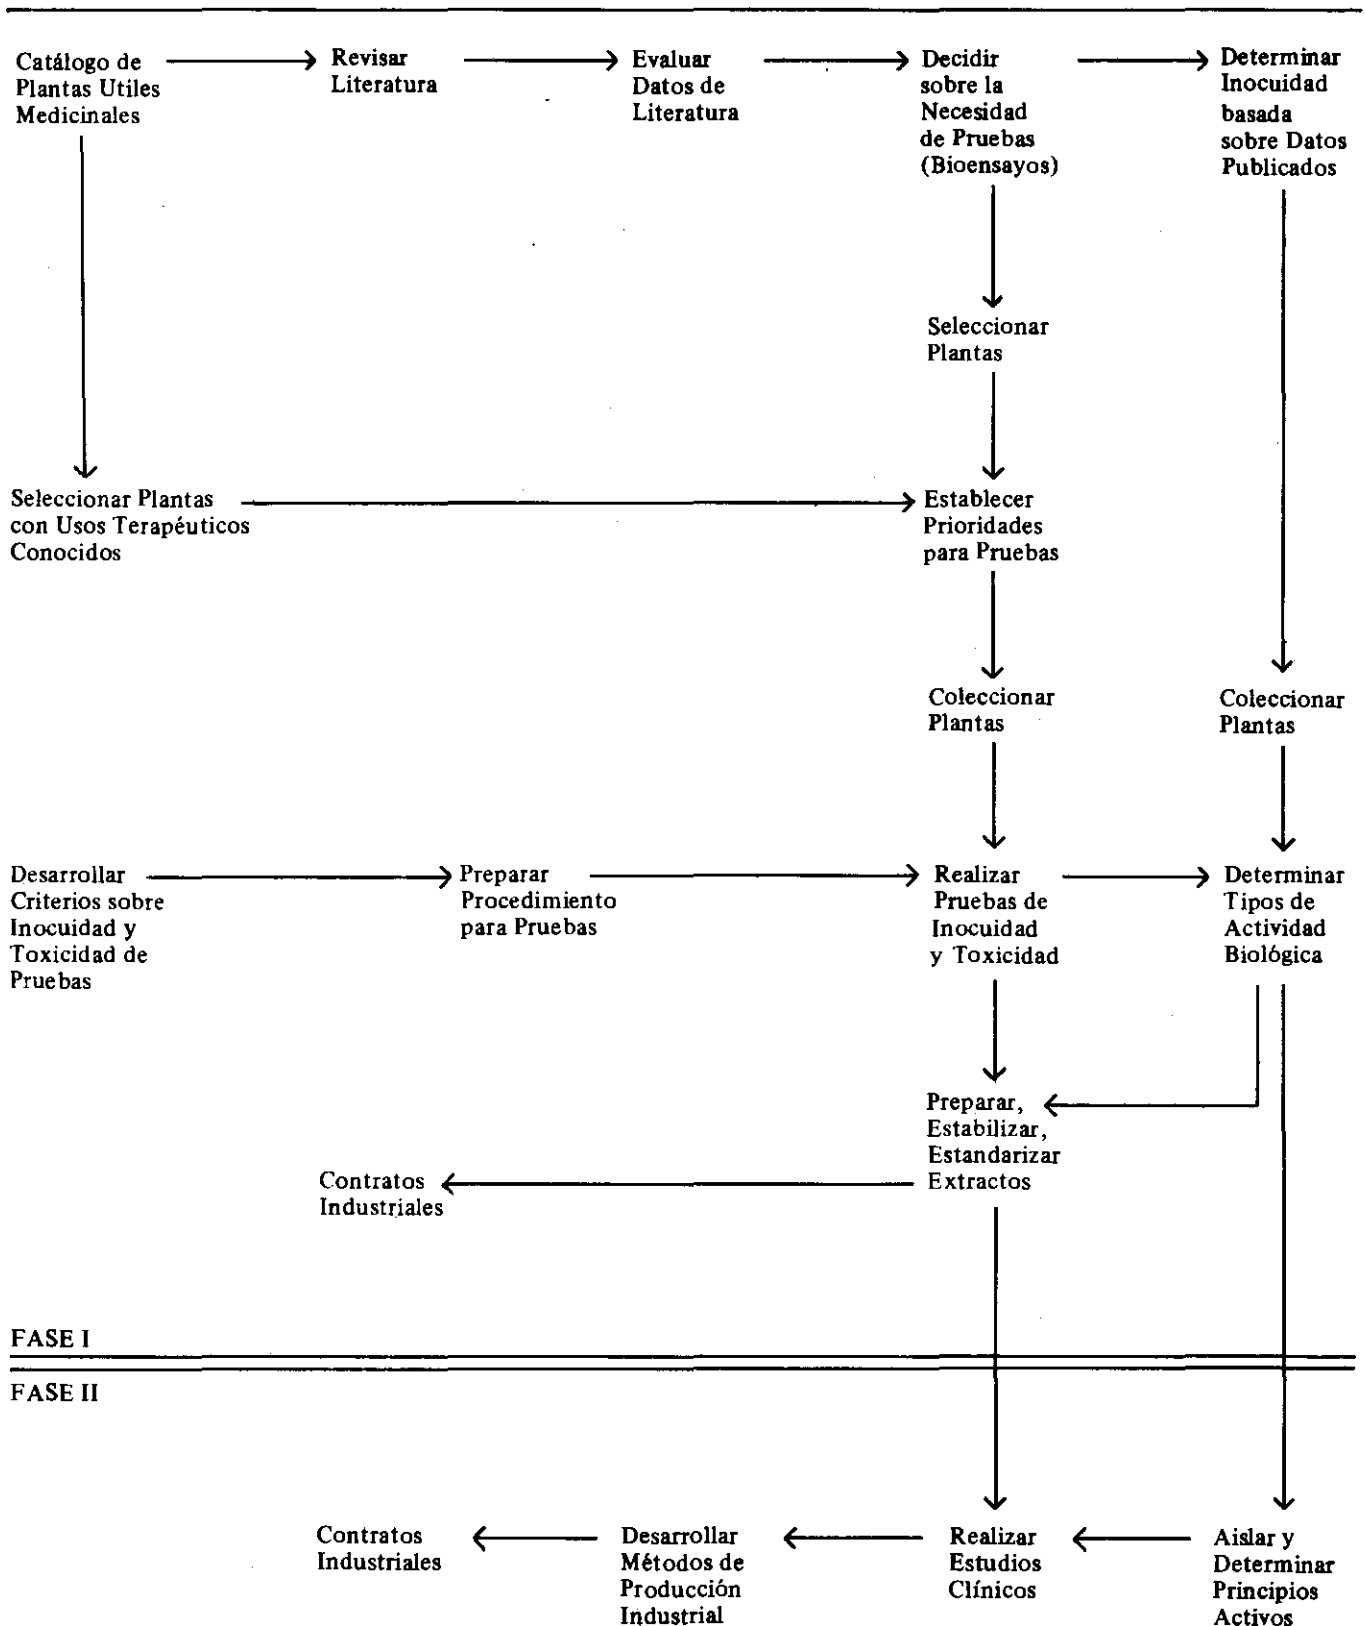 Catálogo de
Plantas Utiles
Medicinales
Revisar
Literatura
Evaluar
Datos de
Literatura
Decidir
sobre la
Necesidad
de Pruebas
(Bioensayos)
Determinar
Inocuidad
basada
sobre Datos
Publicados
Seleccionar
Plantas
Seleccionar Plantas
con Usos Terapéuticos
Conocidos
Establecer
Prioridades
para Pruebas
Coleccionar
Plantas
Coleccionar
Plantas
Desarrollar
Criterios sobre
Inocuidad y
Toxicidad de
Pruebas
Preparar
Procedimiento
para Pruebas
Realizar
Pruebas de
Inocuidad
y Toxicidad
Determinar
Tipos de
Actividad
Biológica
Preparar,
Estabilizar,
Estandarizar
Extractos
Contratos
Industriales
FASE I
FASE II
Contratos
Industriales
Desarrollar
Métodos de
Producción
Industrial
Realizar
Estudios
Clínicos
Aislar y
Determinar
Principios
Activos